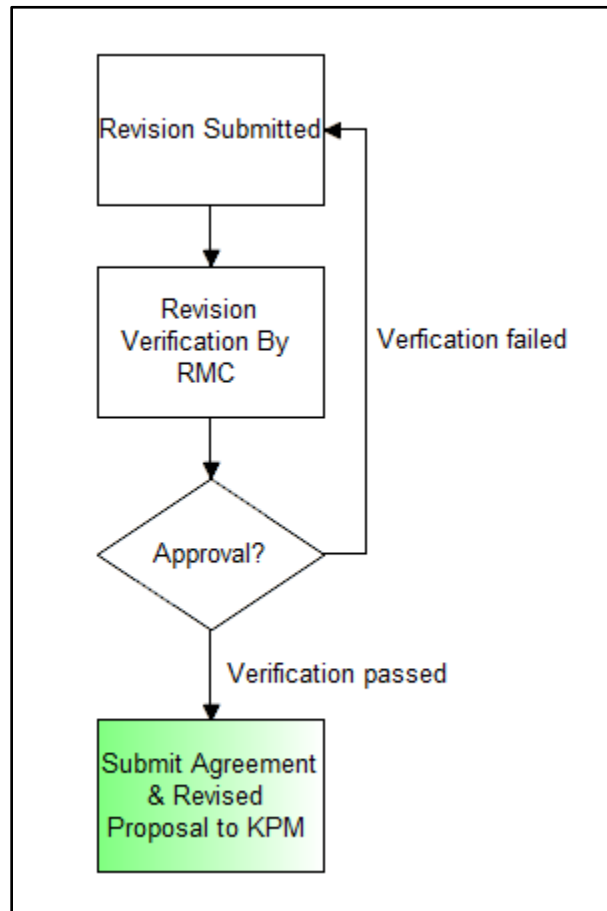 Revision Submitted
Revision
Verification By
RMC
Verfication failed
Approval?
Verification passed
Submit Agreement
& Revised
Proposal to KPM